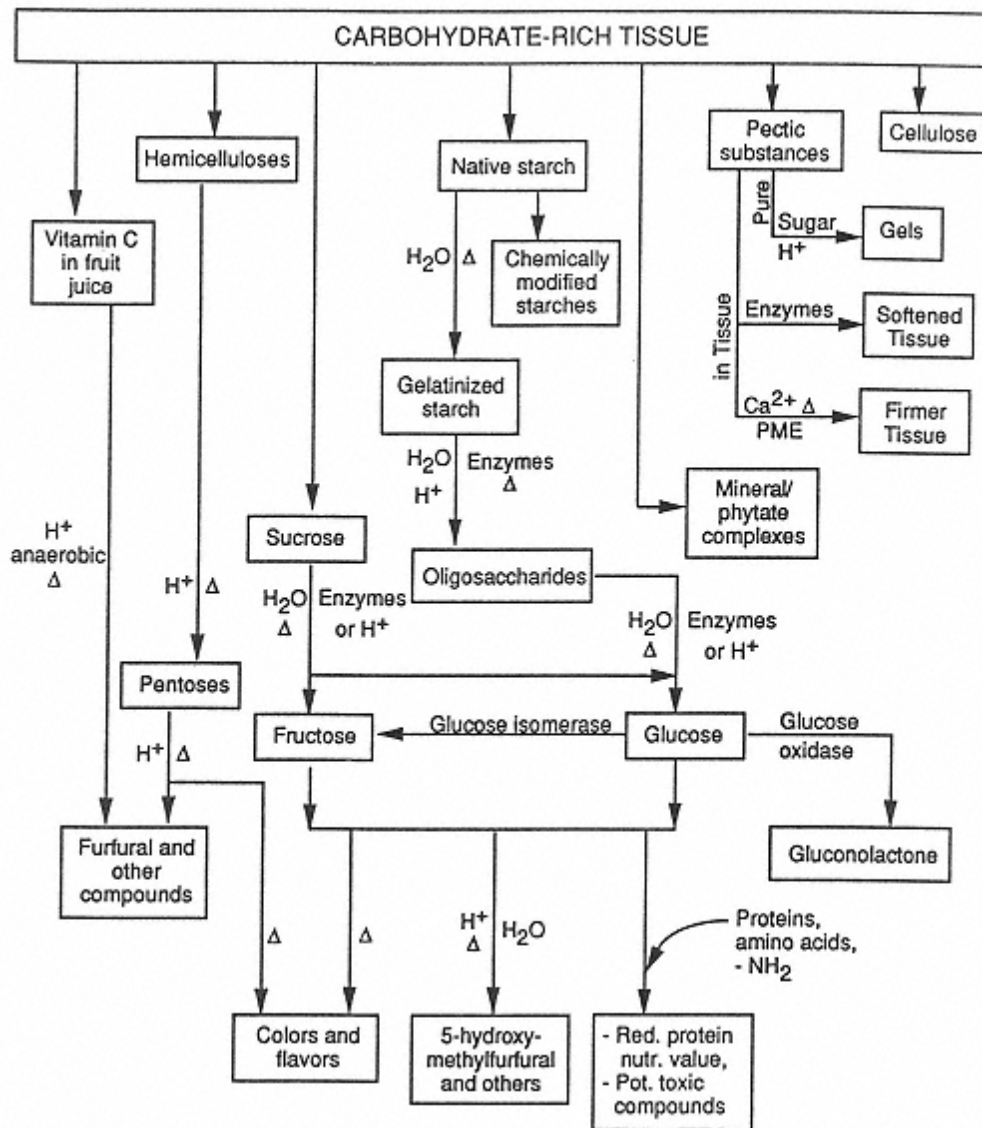 CARBOHYDRATE-RICH TISSUE
Hemicelluloses
Native starch
Pectic
substances
Cellulose
Vitamin C
in fruit
juice
H2O Δ
Chemically
modified
starches
Pure
Sugar
H+
Gels
in Tissue
Enzymes
Softened
Tissue
Gelatinized
starch
Ca2+ Δ
PME
Firmer
Tissue
H2O
H+
Enzymes
Δ
Mineral/
phytate
complexes
H+
anaerobic
Δ
Sucrose
Oligosaccharides
H+ Δ
H2O
Δ
Enzymes
or H+
H2O
Δ
Enzymes
or H+
Pentoses
Fructose
Glucose isomerase
Glucose
Glucose
oxidase
H+ Δ
Furfural and
other
compounds
Gluconolactone
Δ
Δ
H+
Δ
H2O
Proteins,
amino acids,
- NH2
Colors and
flavors
5-hydroxy-
methylfurfural
and others
- Red. protein
nutr. value,
- Pot. toxic
compounds